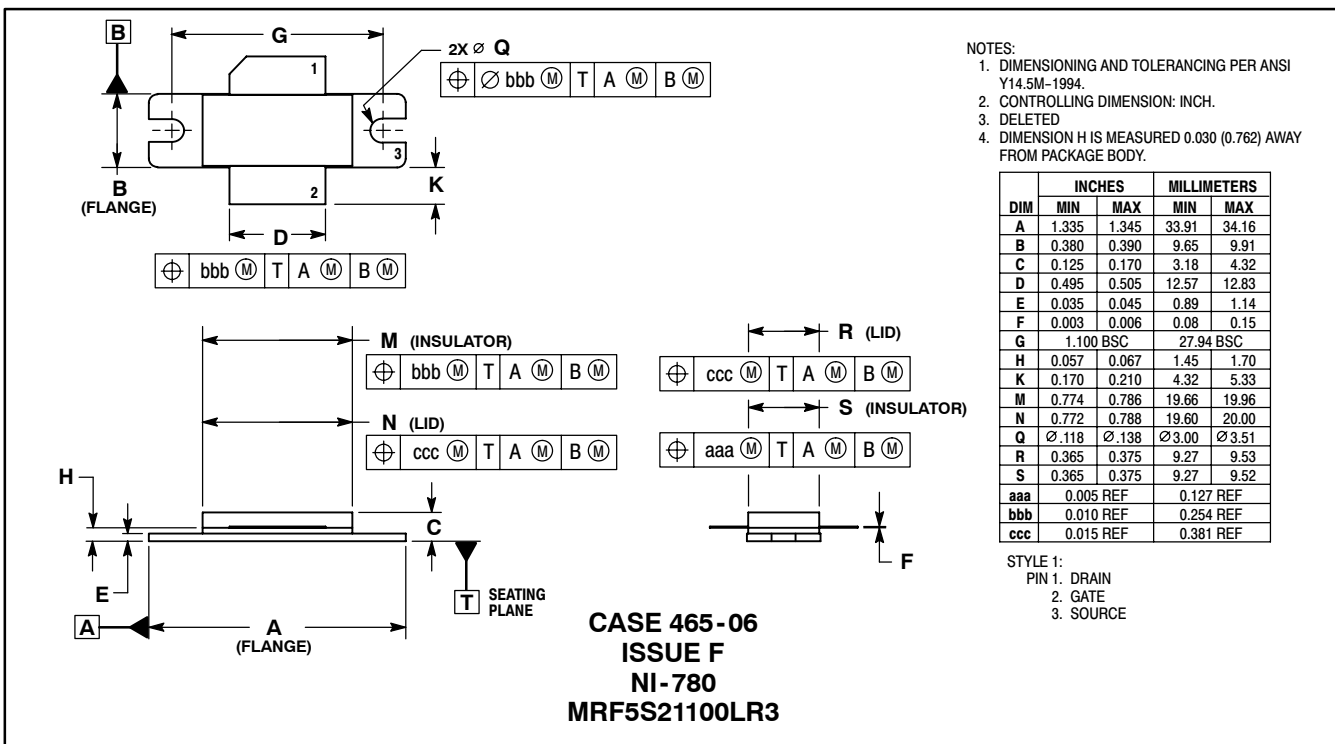 B
G
2X ø Q
⌖ ∅ bbb Ⓜ T A Ⓜ B Ⓜ
1
3
2
B
(FLANGE)
K
D
⌖ bbb Ⓜ T A Ⓜ B Ⓜ
M (INSULATOR)
⌖ bbb Ⓜ T A Ⓜ B Ⓜ
N (LID)
⌖ ccc Ⓜ T A Ⓜ B Ⓜ
R (LID)
⌖ ccc Ⓜ T A Ⓜ B Ⓜ
S (INSULATOR)
⌖ aaa Ⓜ T A Ⓜ B Ⓜ
H
C
E
F
T SEATING
PLANE
A
A
(FLANGE)
CASE 465-06
ISSUE F
NI-780
MRF5S21100LR3
NOTES:
1. DIMENSIONING AND TOLERANCING PER ANSI
Y14.5M-1994.
2. CONTROLLING DIMENSION: INCH.
3. DELETED
4. DIMENSION H IS MEASURED 0.030 (0.762) AWAY
FROM PACKAGE BODY.
INCHES MILLIMETERS
DIM MIN MAX MIN MAX
A 1.335 1.345 33.91 34.16
B 0.380 0.390 9.65 9.91
C 0.125 0.170 3.18 4.32
D 0.495 0.505 12.57 12.83
E 0.035 0.045 0.89 1.14
F 0.003 0.006 0.08 0.15
G 1.100 BSC 27.94 BSC
H 0.057 0.067 1.45 1.70
K 0.170 0.210 4.32 5.33
M 0.774 0.786 19.66 19.96
N 0.772 0.788 19.60 20.00
Q ∅.118 ∅.138 ∅3.00 ∅3.51
R 0.365 0.375 9.27 9.53
S 0.365 0.375 9.27 9.52
aaa 0.005 REF 0.127 REF
bbb 0.010 REF 0.254 REF
ccc 0.015 REF 0.381 REF
STYLE 1:
PIN 1. DRAIN
2. GATE
3. SOURCE